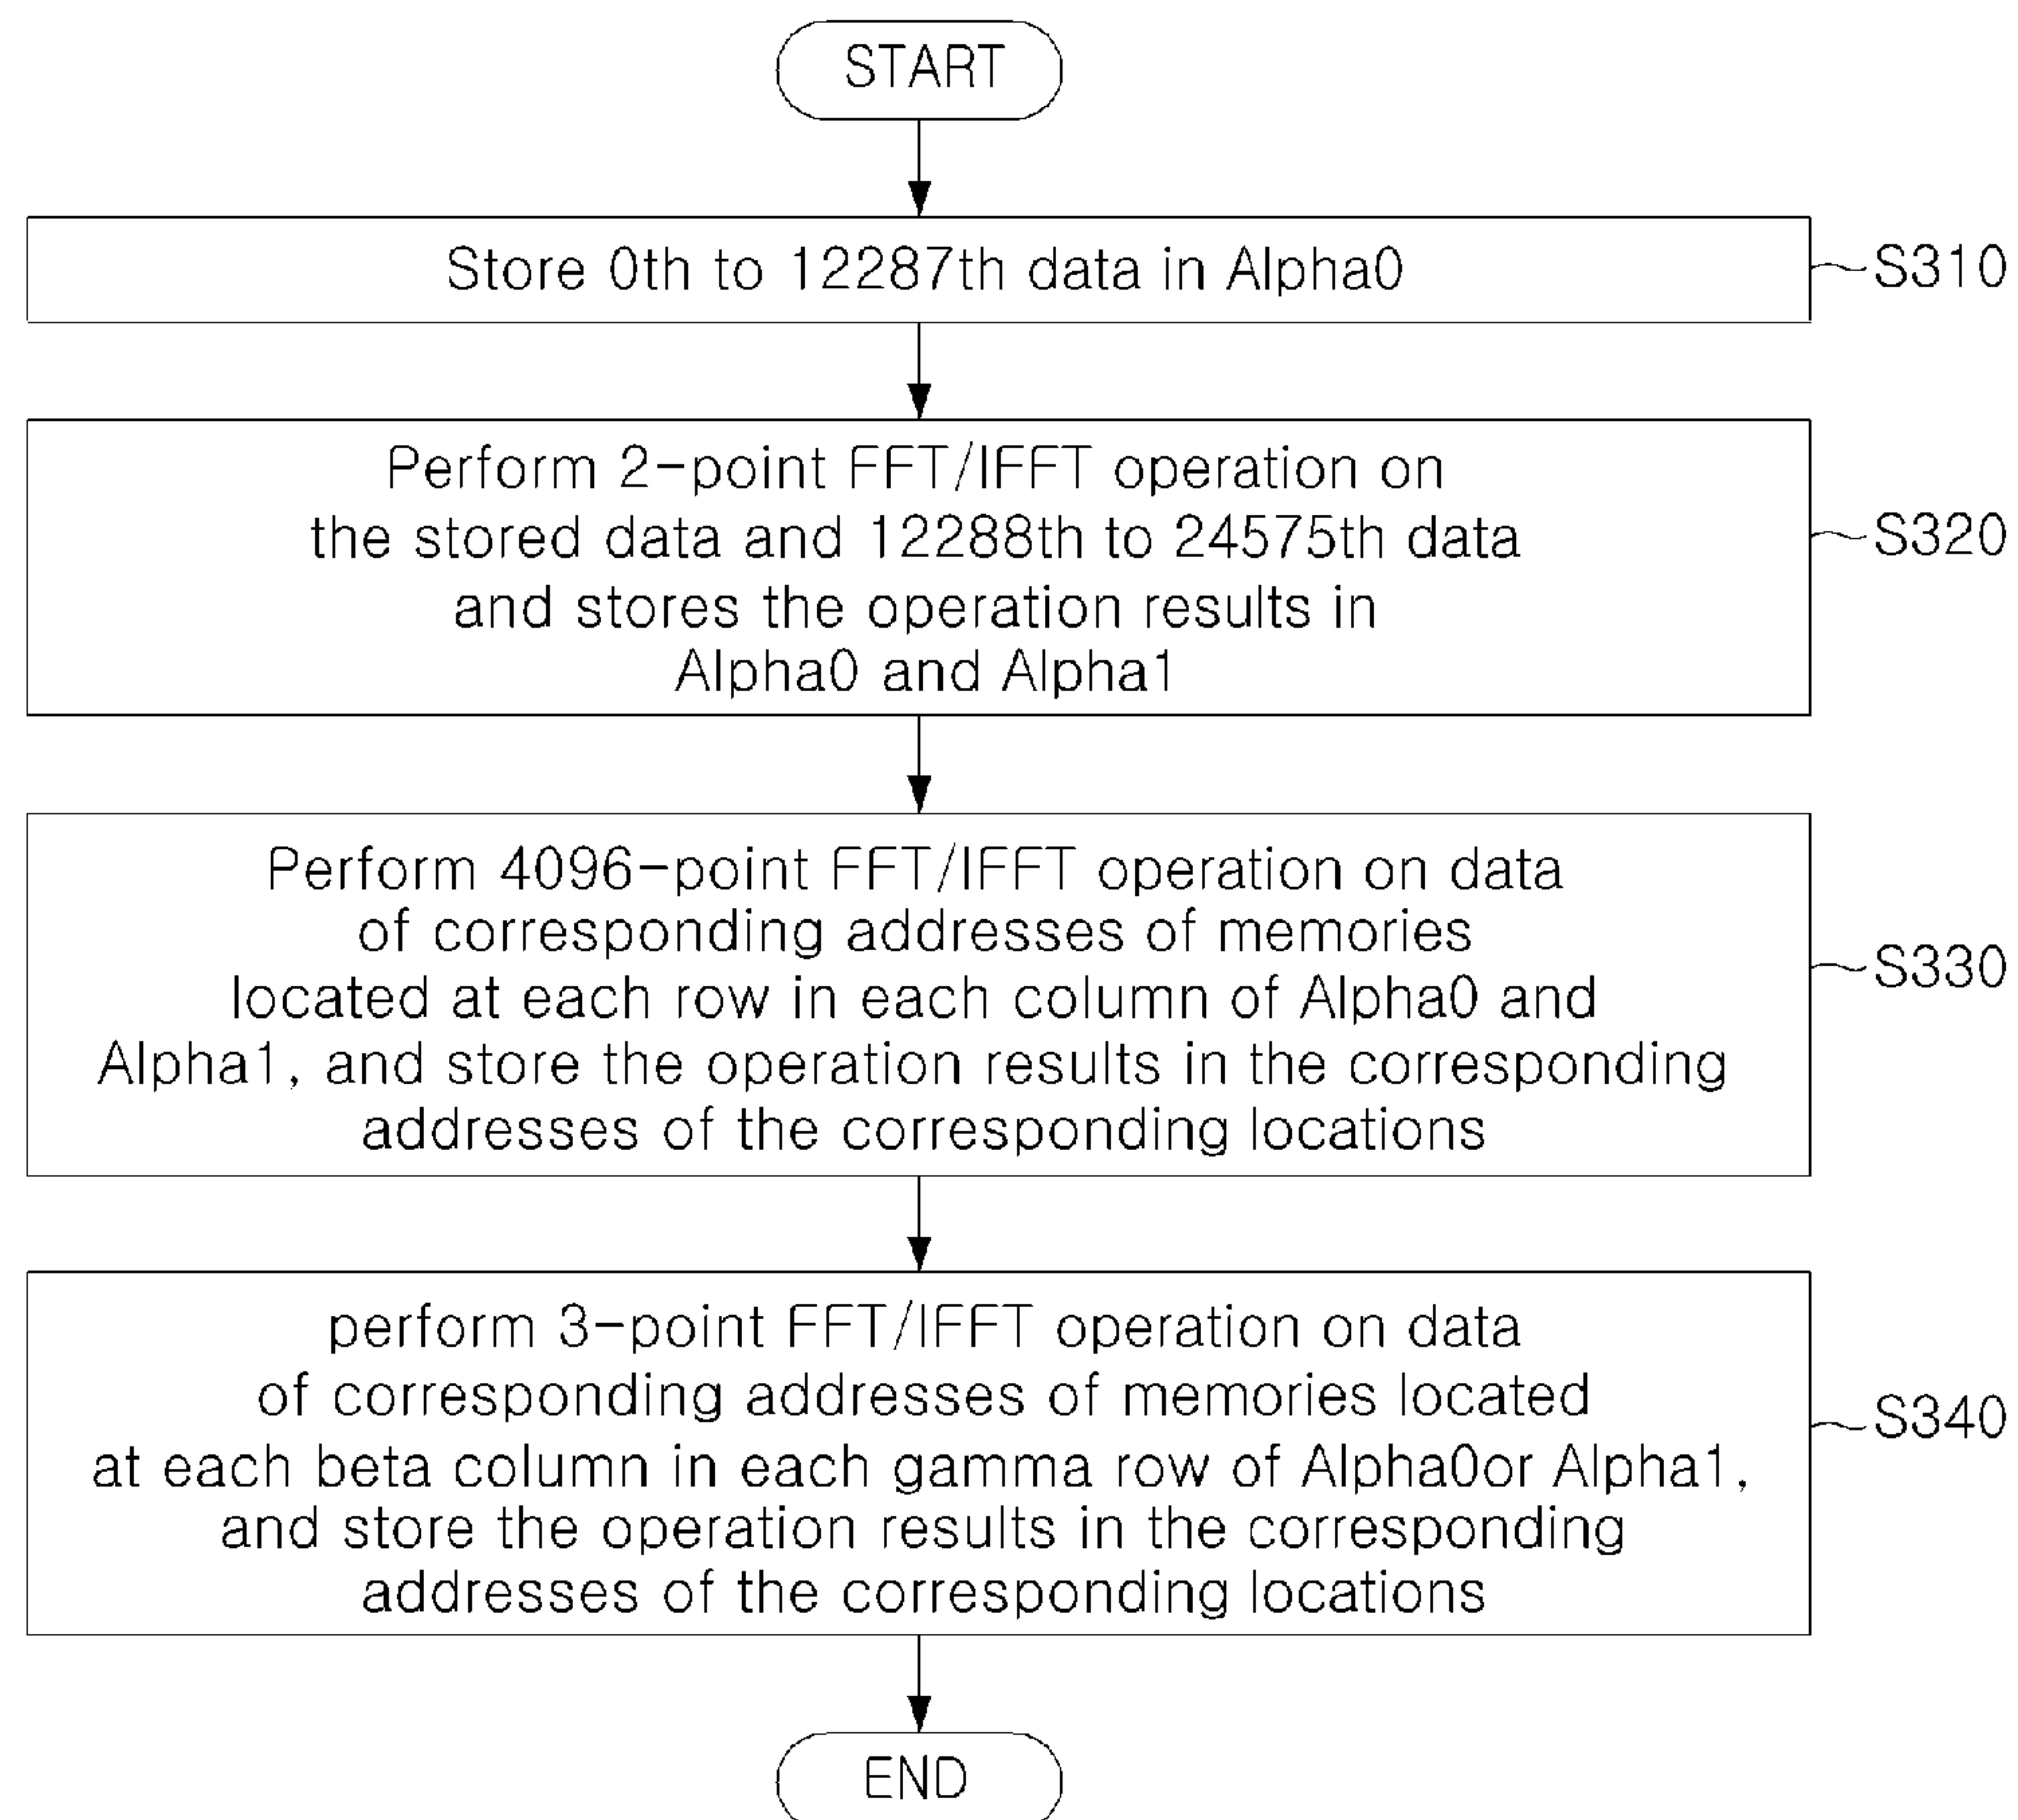 START
Store 0th to 12287th data in Alpha0
S310
Perform 2-point FFT/IFFT operation on
the stored data and 12288th to 24575th data
and stores the operation results in
Alpha0 and Alpha1
S320
Perform 4096-point FFT/IFFT operation on data
of corresponding addresses of memories
located at each row in each column of Alpha0 and
Alpha1, and store the operation results in the corresponding
addresses of the corresponding locations
S330
perform 3-point FFT/IFFT operation on data
of corresponding addresses of memories located
at each beta column in each gamma row of Alpha0or Alpha1,
and store the operation results in the corresponding
addresses of the corresponding locations
S340
END